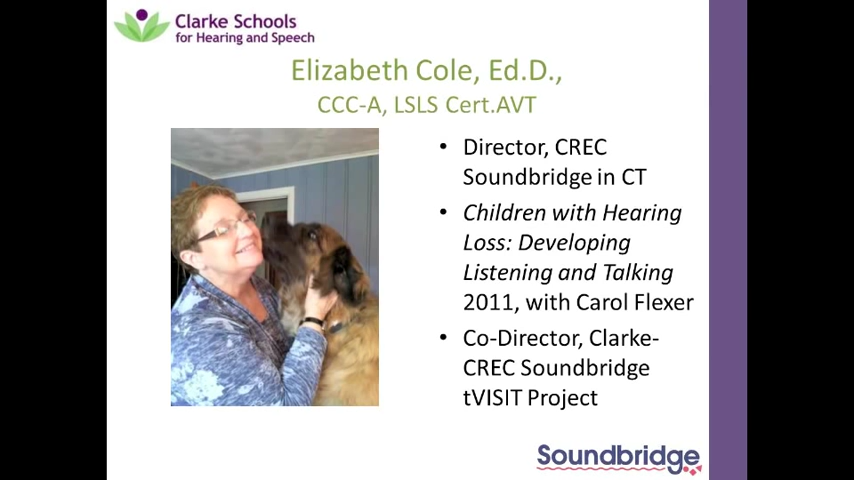 Clarke Schools
for Hearing and Speech
Elizabeth Cole, Ed.D.,
CCC-A, LSLS Cert.AVT
• Director, CREC
Soundbridge in CT
• Children with Hearing
Loss: Developing
Listening and Talking
2011, with Carol Flexer
• Co-Director, Clarke-
CREC Soundbridge
tVISIT Project
Soundbridge